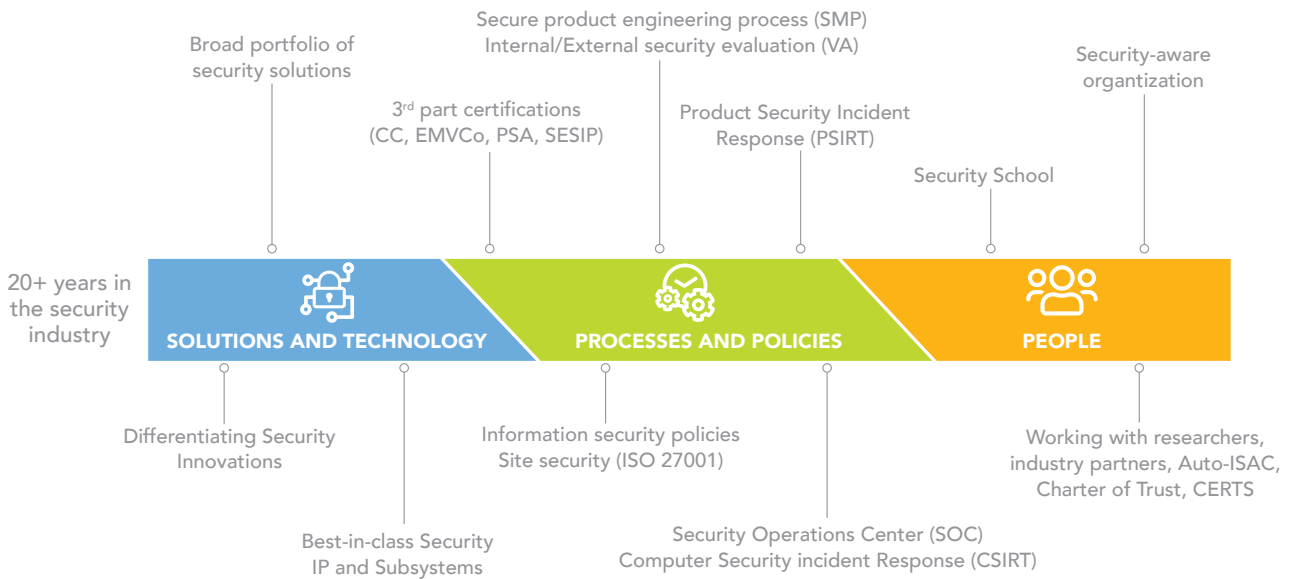 Secure product engineering process (SMP)
Internal/External security evaluation (VA)
Broad portfolio of
security solutions
Security-aware
organtization
3rd part certifications
(CC, EMVCo, PSA, SESIP)
Product Security Incident
Response (PSIRT)
Security School
20+ years in
the security
industry
SOLUTIONS AND TECHNOLOGY
PROCESSES AND POLICIES
PEOPLE
Differentiating Security
Innovations
Information security policies
Site security (ISO 27001)
Working with researchers,
industry partners, Auto-ISAC,
Charter of Trust, CERTS
Best-in-class Security
IP and Subsystems
Security Operations Center (SOC)
Computer Security incident Response (CSIRT)